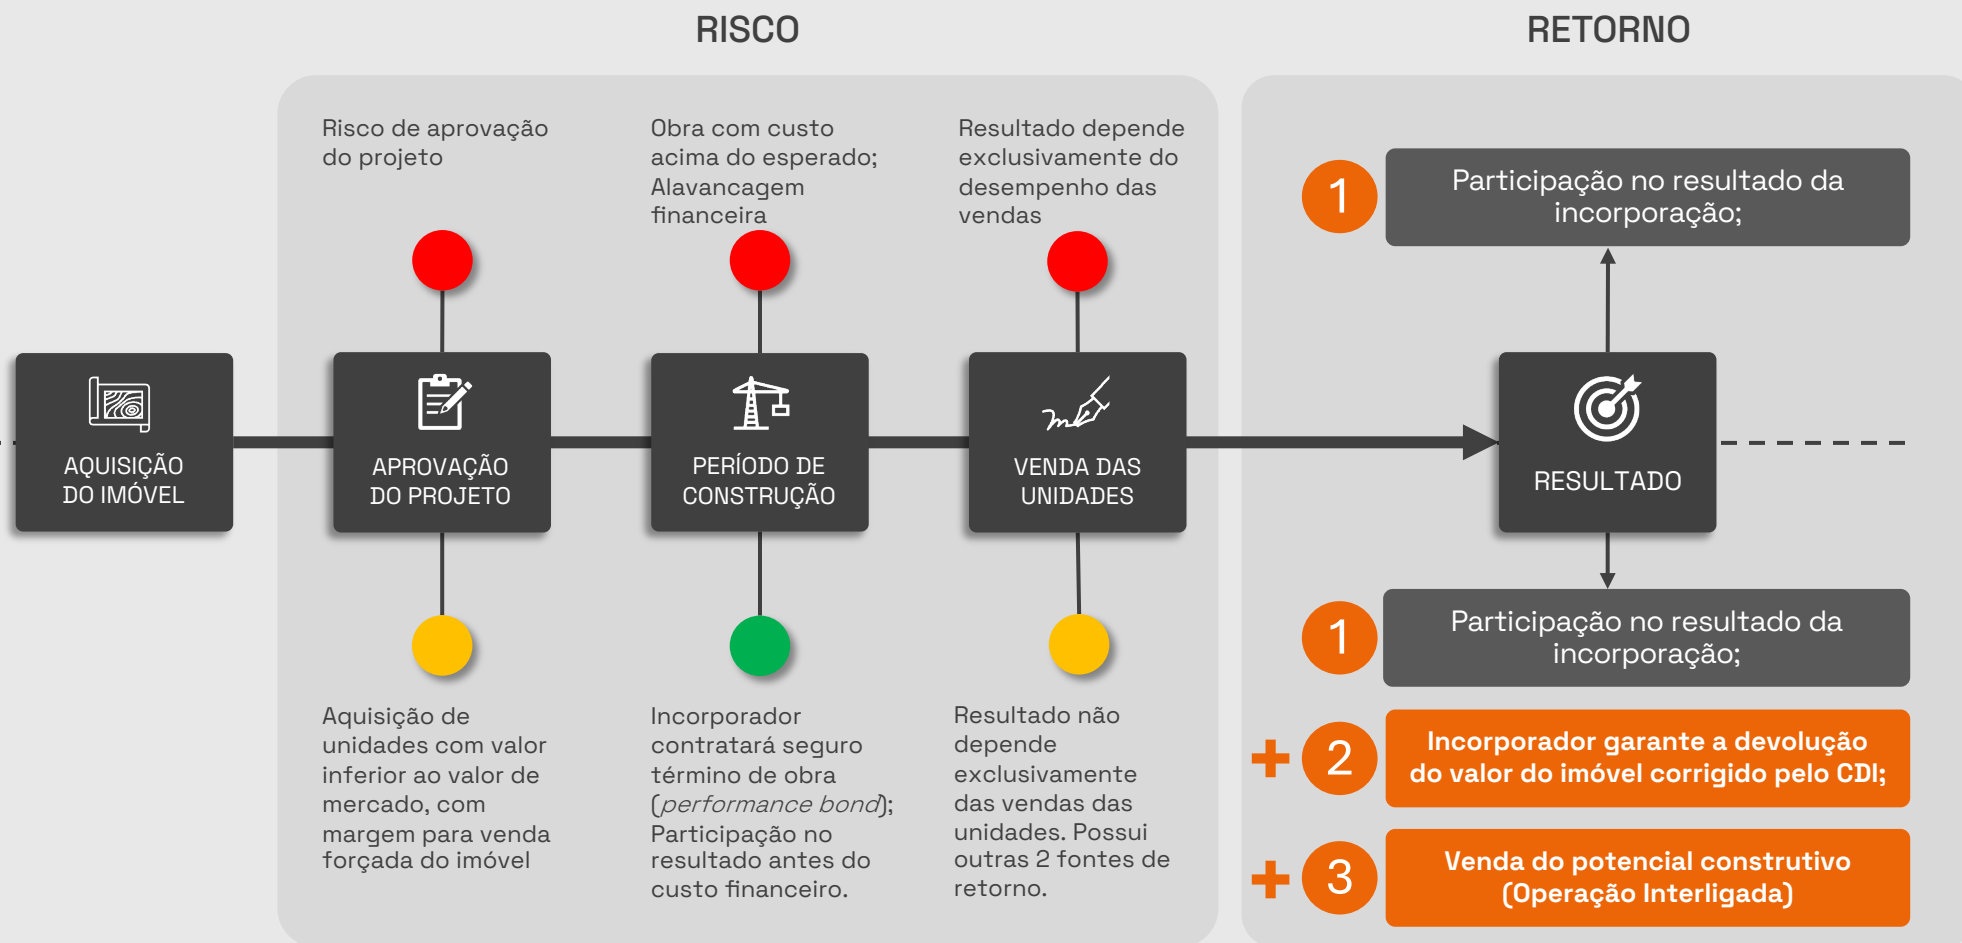 RISCO
RETORNO
Risco de aprovação
do projeto
Obra com custo
acima do esperado;
Alavancagem
financeira
Resultado depende
exclusivamente do
desempenho das
vendas
1
Participação no resultado da
incorporação;
AQUISIÇÃO
DO IMÓVEL
APROVAÇÃO
DO PROJETO
PERÍODO DE
CONSTRUÇÃO
VENDA DAS
UNIDADES
RESULTADO
Aquisição de
unidades com valor
inferior ao valor de
mercado, com
margem para venda
forçada do imóvel
Incorporador
contratará seguro
término de obra
(performance bond);
Participação no
resultado antes do
custo financeiro.
Resultado não
depende
exclusivamente
das vendas das
unidades. Possui
outras 2 fontes de
retorno.
1
Participação no resultado da
incorporação;
+ 2
Incorporador garante a devolução
do valor do imóvel corrigido pelo CDI;
+ 3
Venda do potencial construtivo
(Operação Interligada)